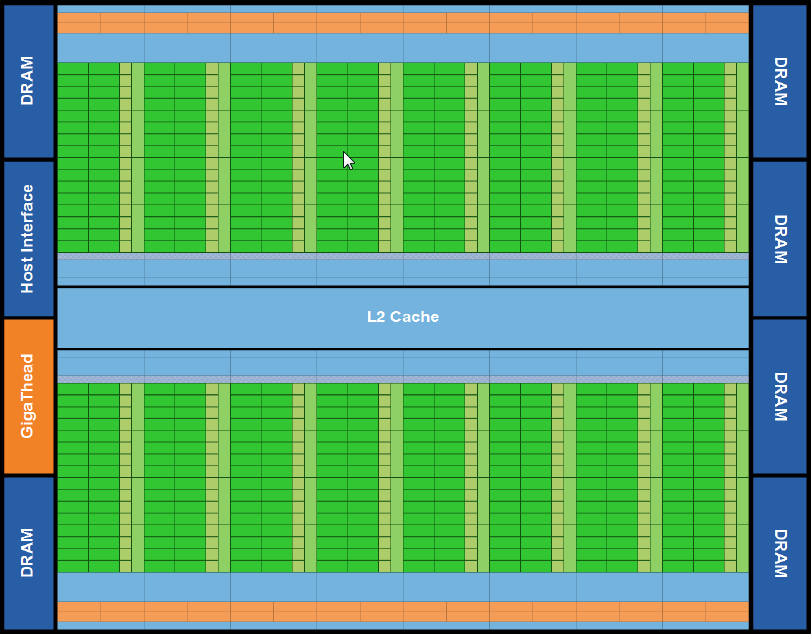 DRAM
Host Interface
GigaThead
DRAM
L2 Cache
DRAM
DRAM
DRAM
DRAM